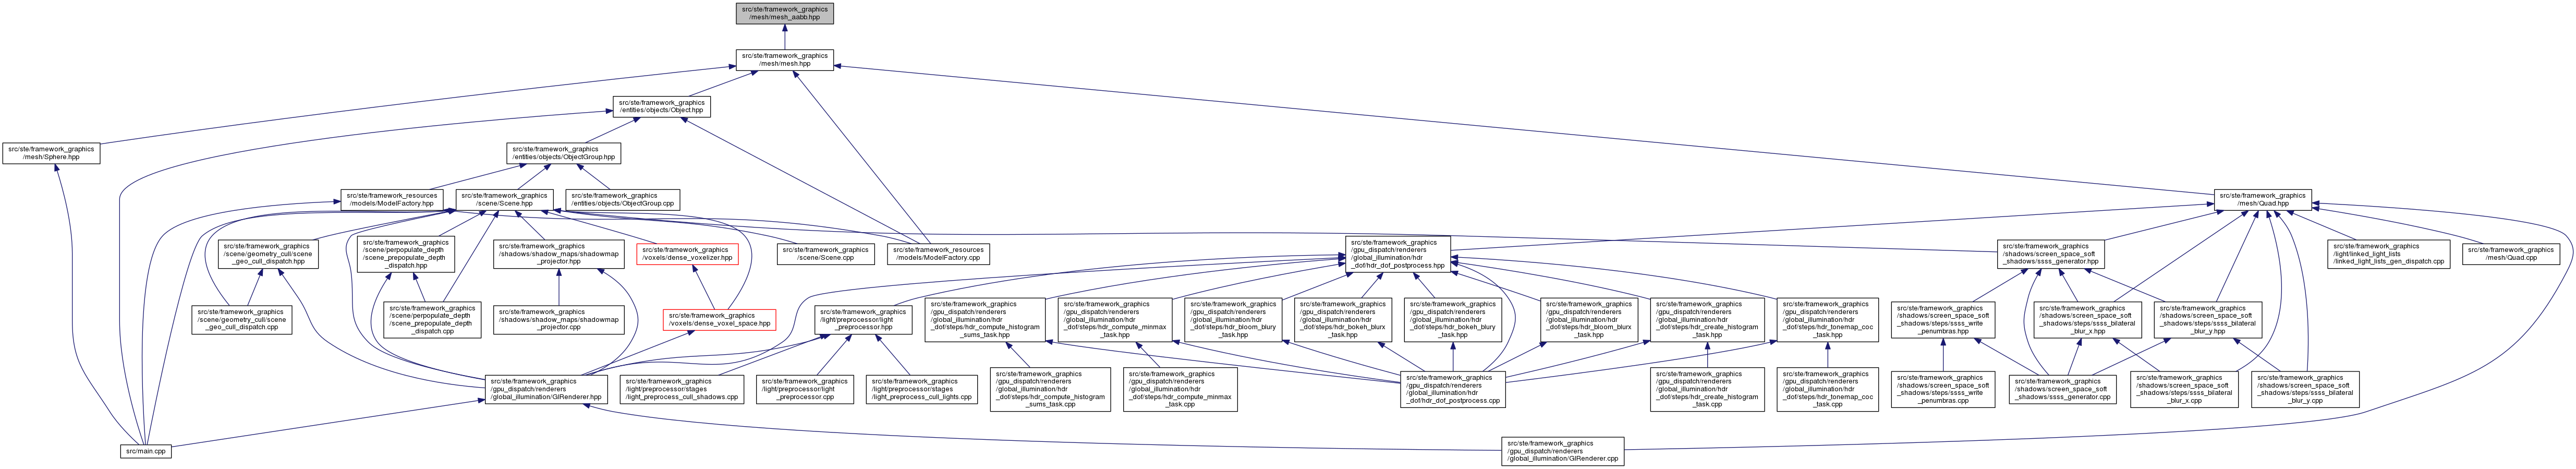 src/ste/framework_graphics
/mesh/mesh_aabb.hpp
src/ste/framework_graphics
/mesh/mesh.hpp
src/ste/framework_graphics
/entities/objects/Object.hpp
src/ste/framework_graphics
/mesh/Sphere.hpp
src/ste/framework_graphics
/entities/objects/ObjectGroup.hpp
src/ste/framework_resources
/models/ModelFactory.hpp
src/ste/framework_graphics
/scene/Scene.hpp
src/ste/framework_graphics
/entities/objects/ObjectGroup.cpp
src/ste/framework_graphics
/mesh/Quad.hpp
src/ste/framework_graphics
/scene/geometry_cull/scene
_geo_cull_dispatch.hpp
src/ste/framework_graphics
/scene/perpopulate_depth
/scene_prepopulate_depth
_dispatch.hpp
src/ste/framework_graphics
/shadows/shadow_maps/shadowmap
_projector.hpp
src/ste/framework_graphics
/voxels/dense_voxelizer.hpp
src/ste/framework_graphics
/scene/Scene.cpp
src/ste/framework_resources
/models/ModelFactory.cpp
src/ste/framework_graphics
/gpu_dispatch/renderers
/global_illumination/hdr
_dof/hdr_dof_postprocess.hpp
src/ste/framework_graphics
/shadows/screen_space_soft
_shadows/ssss_generator.hpp
src/ste/framework_graphics
/light/linked_light_lists
/linked_light_lists_gen_dispatch.cpp
src/ste/framework_graphics
/mesh/Quad.cpp
src/ste/framework_graphics
/scene/geometry_cull/scene
_geo_cull_dispatch.cpp
src/ste/framework_graphics
/scene/perpopulate_depth
/scene_prepopulate_depth
_dispatch.cpp
src/ste/framework_graphics
/shadows/shadow_maps/shadowmap
_projector.cpp
src/ste/framework_graphics
/voxels/dense_voxel_space.hpp
src/ste/framework_graphics
/light/preprocessor/light
_preprocessor.hpp
src/ste/framework_graphics
/gpu_dispatch/renderers
/global_illumination/hdr
_dof/steps/hdr_compute_histogram
_sums_task.hpp
src/ste/framework_graphics
/gpu_dispatch/renderers
/global_illumination/hdr
_dof/steps/hdr_compute_minmax
_task.hpp
src/ste/framework_graphics
/gpu_dispatch/renderers
/global_illumination/hdr
_dof/steps/hdr_bloom_blury
_task.hpp
src/ste/framework_graphics
/gpu_dispatch/renderers
/global_illumination/hdr
_dof/steps/hdr_bokeh_blurx
_task.hpp
src/ste/framework_graphics
/gpu_dispatch/renderers
/global_illumination/hdr
_dof/steps/hdr_bokeh_blury
_task.hpp
src/ste/framework_graphics
/gpu_dispatch/renderers
/global_illumination/hdr
_dof/steps/hdr_bloom_blurx
_task.hpp
src/ste/framework_graphics
/gpu_dispatch/renderers
/global_illumination/hdr
_dof/steps/hdr_create_histogram
_task.hpp
src/ste/framework_graphics
/gpu_dispatch/renderers
/global_illumination/hdr
_dof/steps/hdr_tonemap_coc
_task.hpp
src/ste/framework_graphics
/shadows/screen_space_soft
_shadows/steps/ssss_write
_penumbras.hpp
src/ste/framework_graphics
/shadows/screen_space_soft
_shadows/steps/ssss_bilateral
_blur_x.hpp
src/ste/framework_graphics
/shadows/screen_space_soft
_shadows/steps/ssss_bilateral
_blur_y.hpp
src/ste/framework_graphics
/gpu_dispatch/renderers
/global_illumination/GIRenderer.hpp
src/ste/framework_graphics
/light/preprocessor/stages
/light_preprocess_cull_shadows.cpp
src/ste/framework_graphics
/light/preprocessor/light
_preprocessor.cpp
src/ste/framework_graphics
/light/preprocessor/stages
/light_preprocess_cull_lights.cpp
src/ste/framework_graphics
/gpu_dispatch/renderers
/global_illumination/hdr
_dof/steps/hdr_compute_histogram
_sums_task.cpp
src/ste/framework_graphics
/gpu_dispatch/renderers
/global_illumination/hdr
_dof/steps/hdr_compute_minmax
_task.cpp
src/ste/framework_graphics
/gpu_dispatch/renderers
/global_illumination/hdr
_dof/hdr_dof_postprocess.cpp
src/ste/framework_graphics
/gpu_dispatch/renderers
/global_illumination/hdr
_dof/steps/hdr_create_histogram
_task.cpp
src/ste/framework_graphics
/gpu_dispatch/renderers
/global_illumination/hdr
_dof/steps/hdr_tonemap_coc
_task.cpp
src/ste/framework_graphics
/shadows/screen_space_soft
_shadows/steps/ssss_write
_penumbras.cpp
src/ste/framework_graphics
/shadows/screen_space_soft
_shadows/ssss_generator.cpp
src/ste/framework_graphics
/shadows/screen_space_soft
_shadows/steps/ssss_bilateral
_blur_x.cpp
src/ste/framework_graphics
/shadows/screen_space_soft
_shadows/steps/ssss_bilateral
_blur_y.cpp
src/main.cpp
src/ste/framework_graphics
/gpu_dispatch/renderers
/global_illumination/GIRenderer.cpp